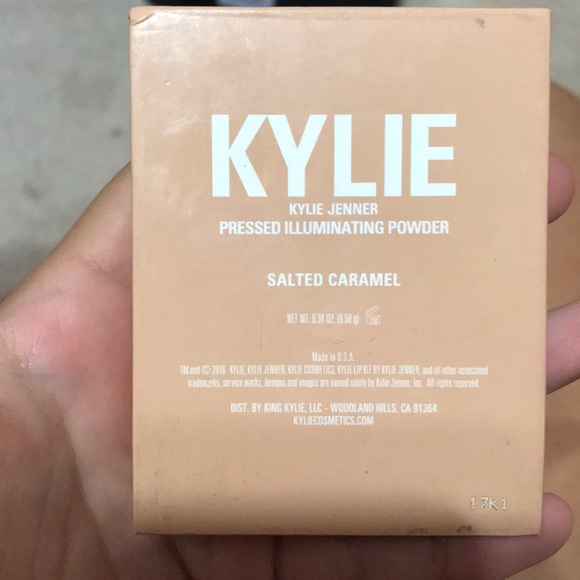 KYLIE
KYLIE JENNER
PRESSED ILLUMINATING POWDER
SALTED CARAMEL
NET WT. 0.34 OZ. (9.50 g)
Made in U.S.A.
TM and © 2016. KYLIE, KYLIE JENNER, KYLIE COSMETICS, KYLIE LIP KIT BY KYLIE JENNER, and all other associated
trademarks, service marks, designs and images are owned solely by Kylie Jenner, Inc. All rights reserved.
DIST. BY KING KYLIE, LLC - WOODLAND HILLS, CA 91364
KYLIECOSMETICS.COM
17K1